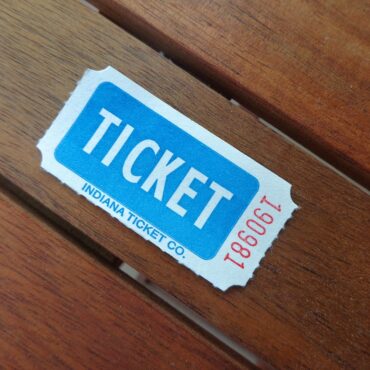 TICKET
INDIANA TICKET CO.
190981